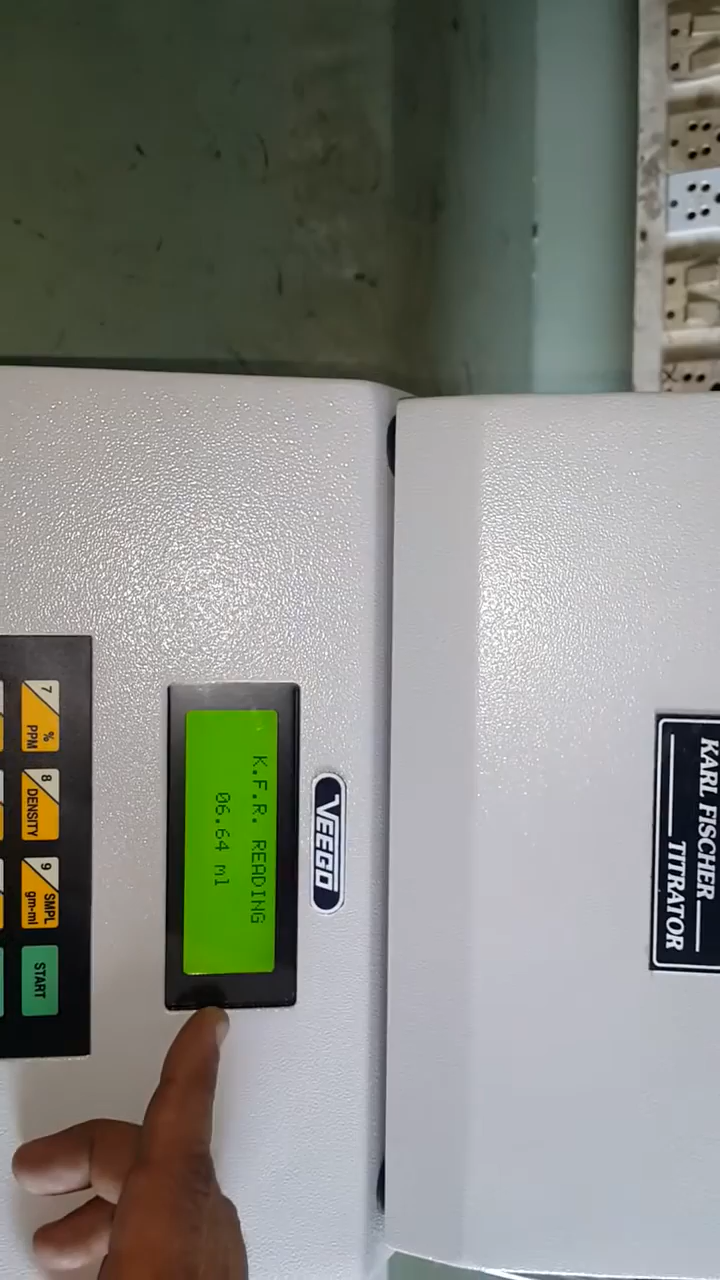 KARL FISCHER
TITRATOR
VEEGO
K.F.R. READING
06.64 ml
7
%
PPM
8
DENSITY
9
SMPL
gm-ml
START